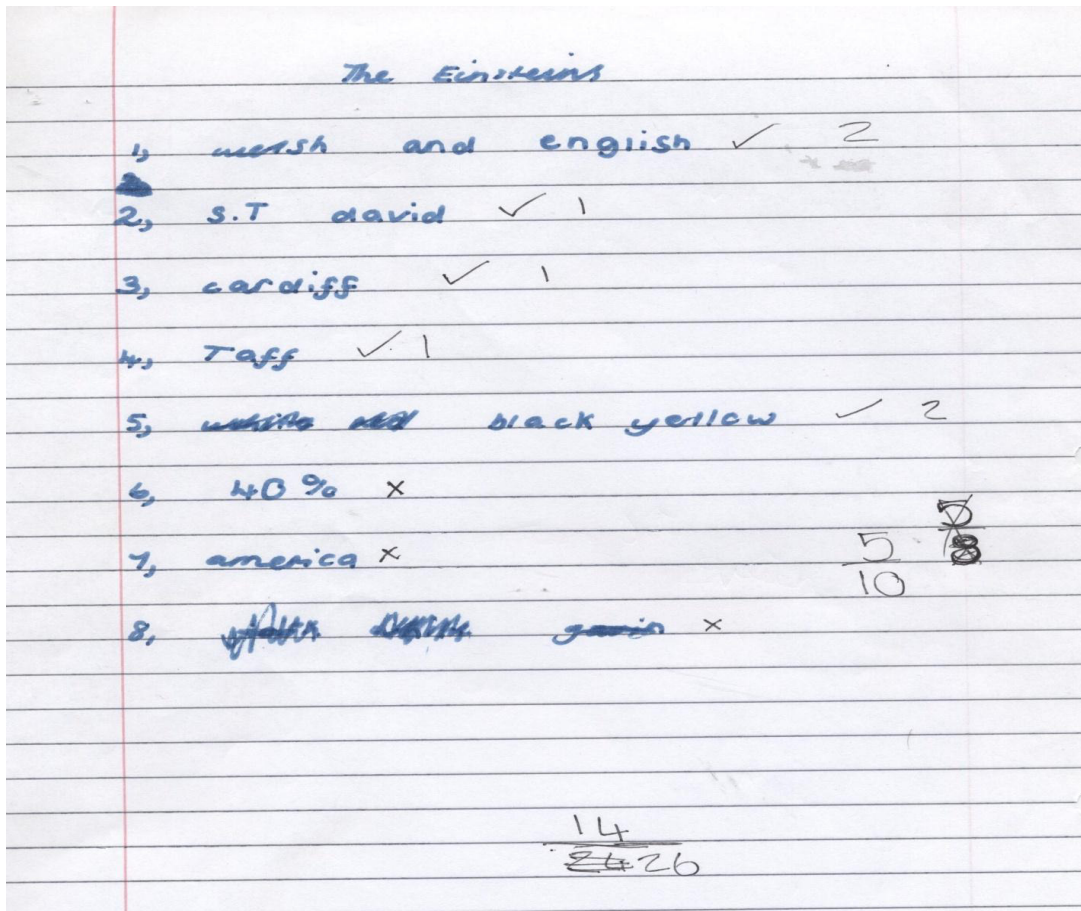 The Einsteins
1, welsh and english ✓ 2
2, S.T david ✓ 1
3, cardiff ✓ 1
4, Taff ✓ 1
5, black yellow ✓ 2
6, 40% x
7, america x
5
10
8, x
14
26